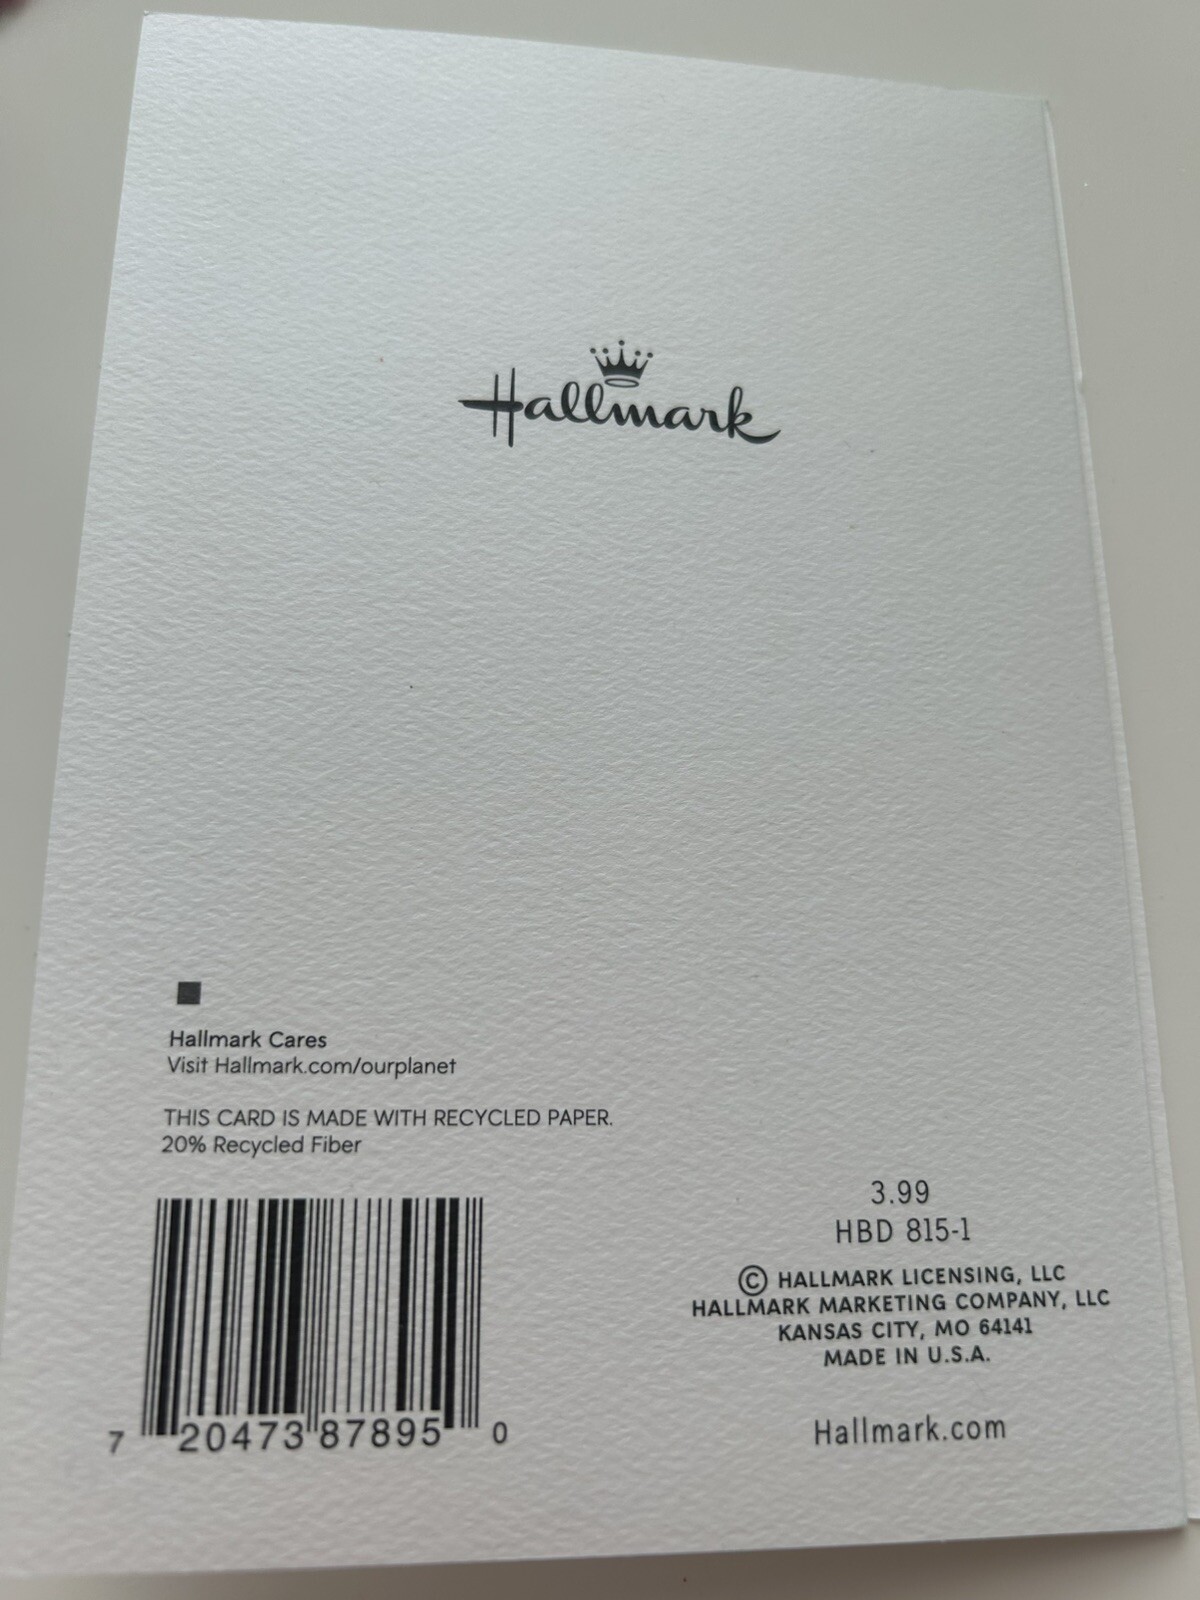 Hallmark
Hallmark Cares
Visit Hallmark.com/ourplanet
THIS CARD IS MADE WITH RECYCLED PAPER.
20% Recycled Fiber
7 20473 87895 0
3.99
HBD 815-1
© HALLMARK LICENSING, LLC
HALLMARK MARKETING COMPANY, LLC
KANSAS CITY, MO 64141
MADE IN U.S.A.
Hallmark.com